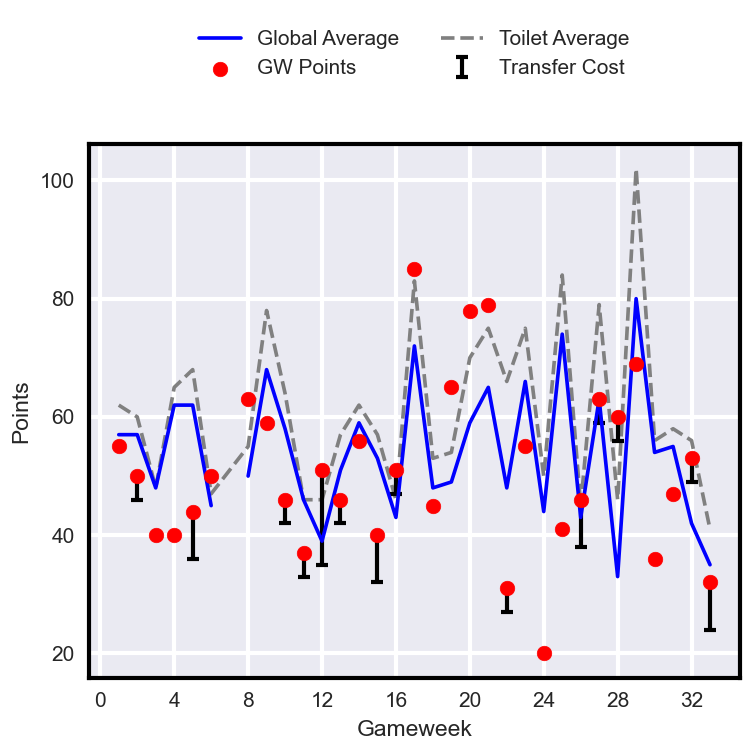 Global Average
Toilet Average
GW Points
Transfer Cost
100
80
60
40
20
Points
0 4 8 12 16 20 24 28 32
Gameweek